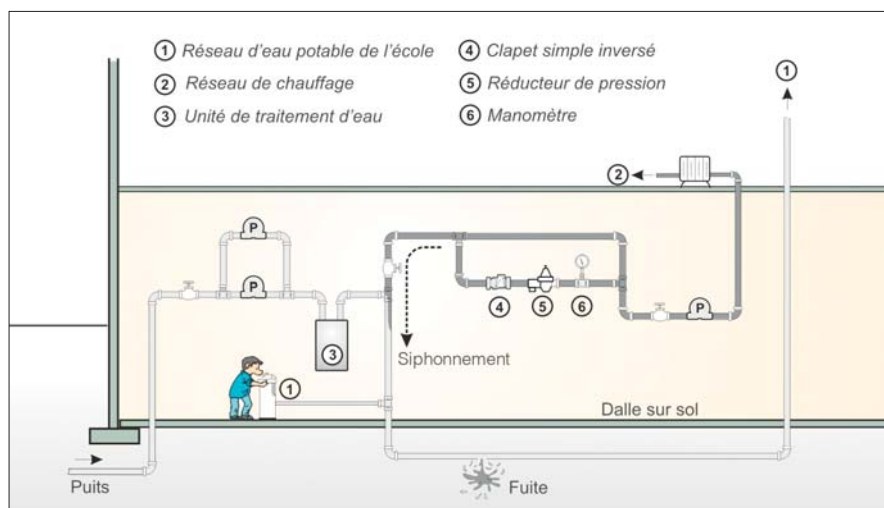 ① Réseau d'eau potable de l'école
② Réseau de chauffage
③ Unité de traitement d'eau
④ Clapet simple inversé
⑤ Réducteur de pression
⑥ Manomètre
①
②
P
P
P
④
⑤
⑥
③
Siphonnement
①
Dalle sur sol
Puits
Fuite